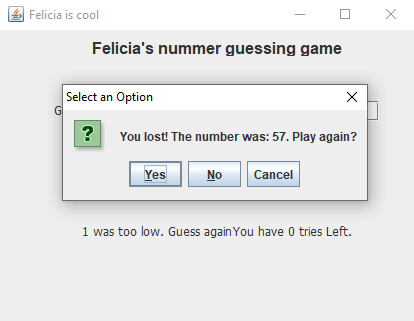 Felicia is cool
Felicia's nummer guessing game
G
Select an Option
?
You lost! The number was: 57. Play again?
Yes No Cancel
1 was too low. Guess againYou have 0 tries Left.